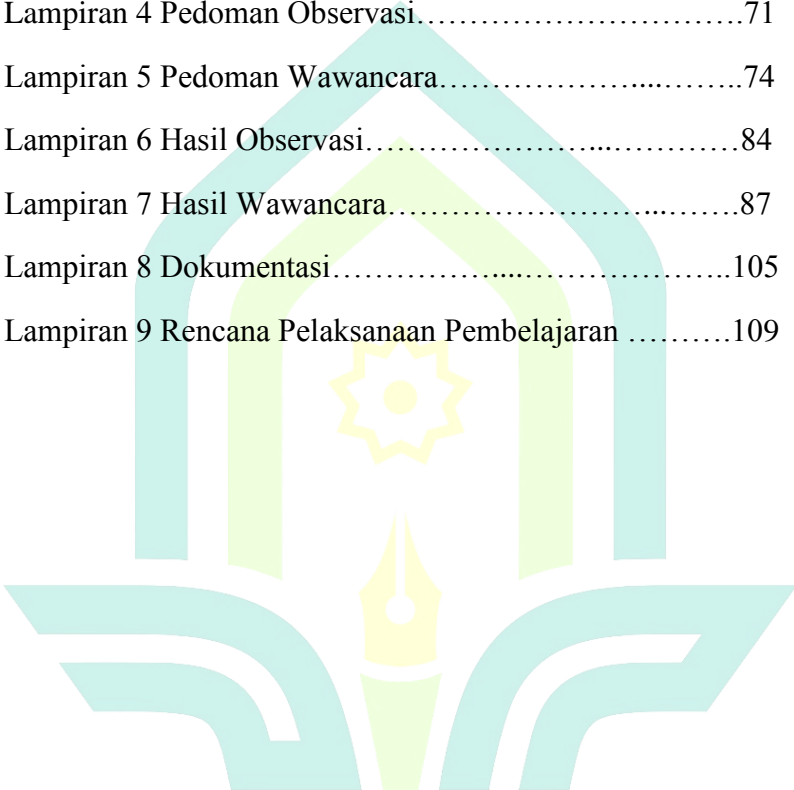 Lampiran 4 Pedoman Observasi………………………….71
Lampiran 5 Pedoman Wawancara…………………....……..74
Lampiran 6 Hasil Observasi…………………...…………84
Lampiran 7 Hasil Wawancara……………………...…….87
Lampiran 8 Dokumentasi……………....………………..105
Lampiran 9 Rencana Pelaksanaan Pembelajaran ……….109